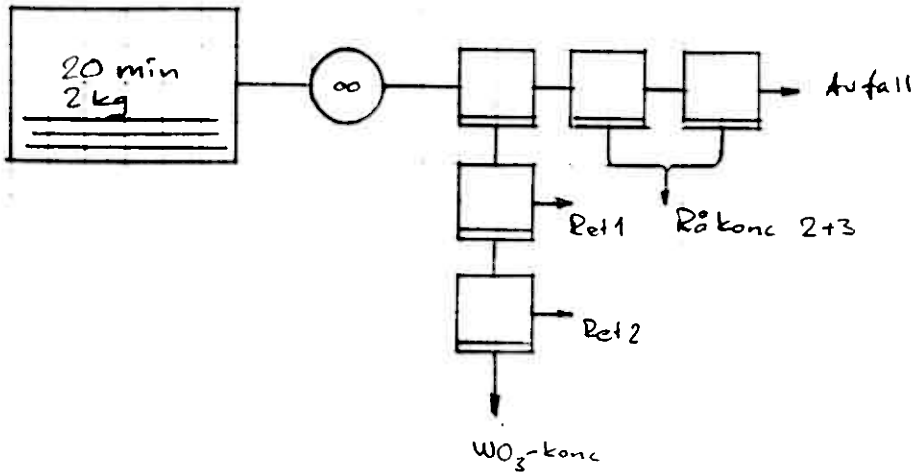 20 min
2 kg
∞
Avfall
Ret 1
Råkonc 2+3
Ret 2
WO₃-konc